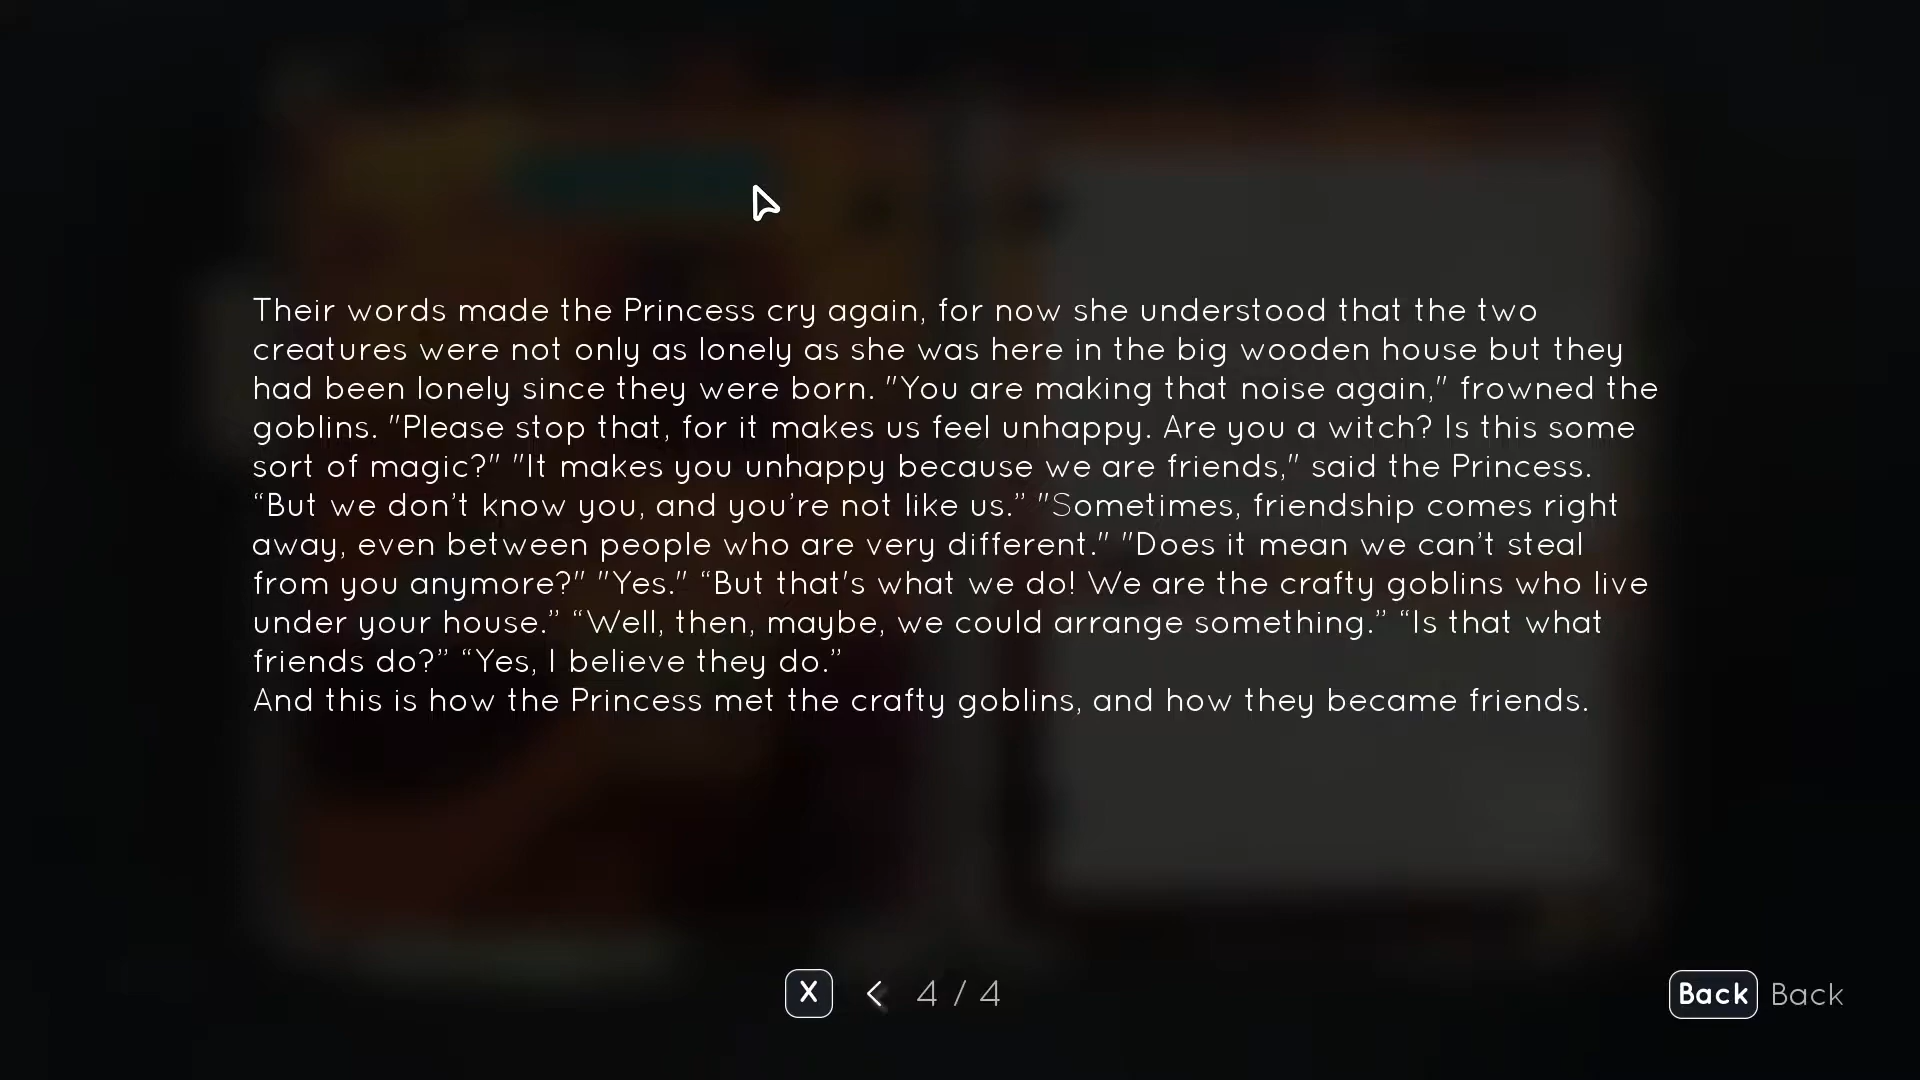 Their words made the Princess cry again, for now she understood that the two
creatures were not only as lonely as she was here in the big wooden house but they
had been lonely since they were born. "You are making that noise again," frowned the
goblins. "Please stop that, for it makes us feel unhappy. Are you a witch? Is this some
sort of magic?" "It makes you unhappy because we are friends," said the Princess.
“But we don’t know you, and you’re not like us.” "Sometimes, friendship comes right
away, even between people who are very different." "Does it mean we can’t steal
from you anymore?" "Yes." “But that's what we do! We are the crafty goblins who live
under your house.” “Well, then, maybe, we could arrange something.” “Is that what
friends do?” “Yes, I believe they do.”
And this is how the Princess met the crafty goblins, and how they became friends.
X < 4 / 4
Back Back